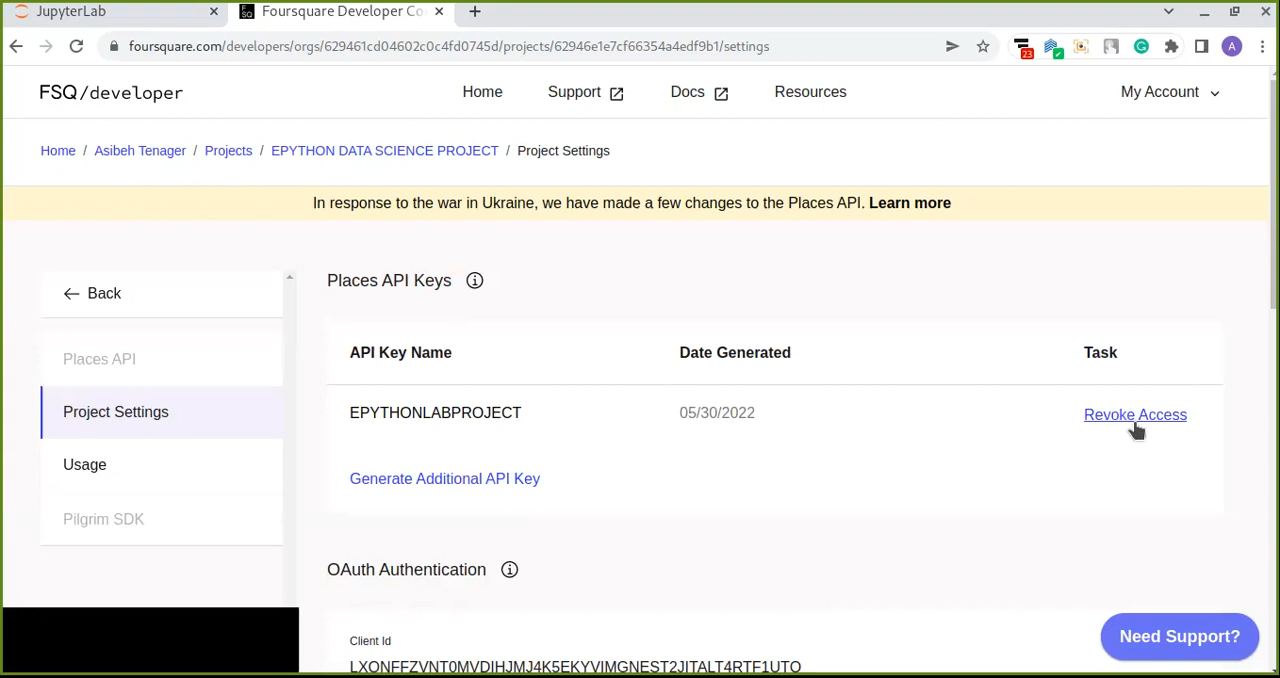 JupyterLab
Foursquare Developer Co
foursquare.com/developers/orgs/629461cd04602c0c4fd0745d/projects/62946e1e7cf66354a4edf9b1/settings
23
A
FSQ/developer
Home
Support
Docs
Resources
My Account
Home / Asibeh Tenager / Projects / EPYTHON DATA SCIENCE PROJECT / Project Settings
In response to the war in Ukraine, we have made a few changes to the Places API. Learn more
Back
Places API
Project Settings
Usage
Pilgrim SDK
Places API Keys
API Key Name
Date Generated
Task
EPYTHONLABPROJECT
05/30/2022
Revoke Access
Generate Additional API Key
OAuth Authentication
Client Id
LXONFFZVNT0MVDIHJMJ4K5EKYVIMGNEST2JITALT4RTF1UTO
Need Support?